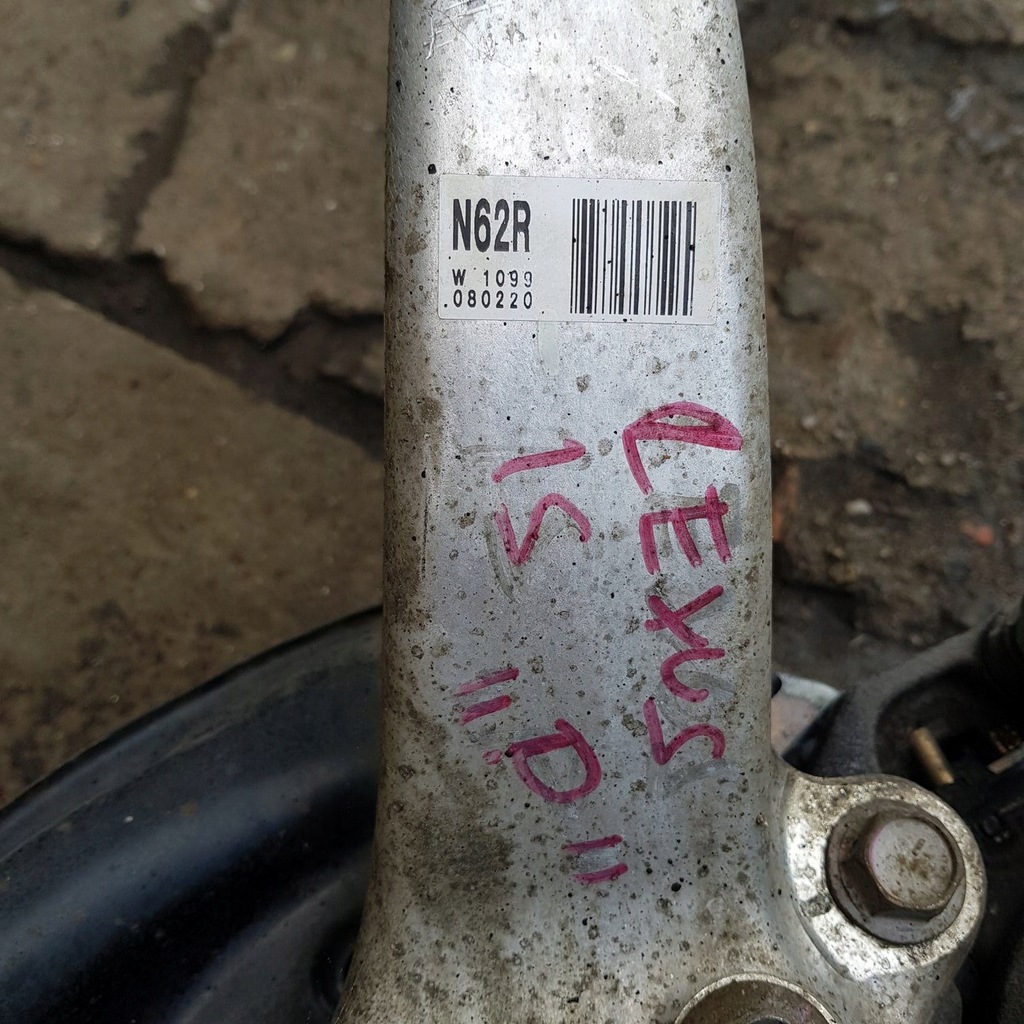 N62R
W 1099
.080220
LEXUS
IS
"D"